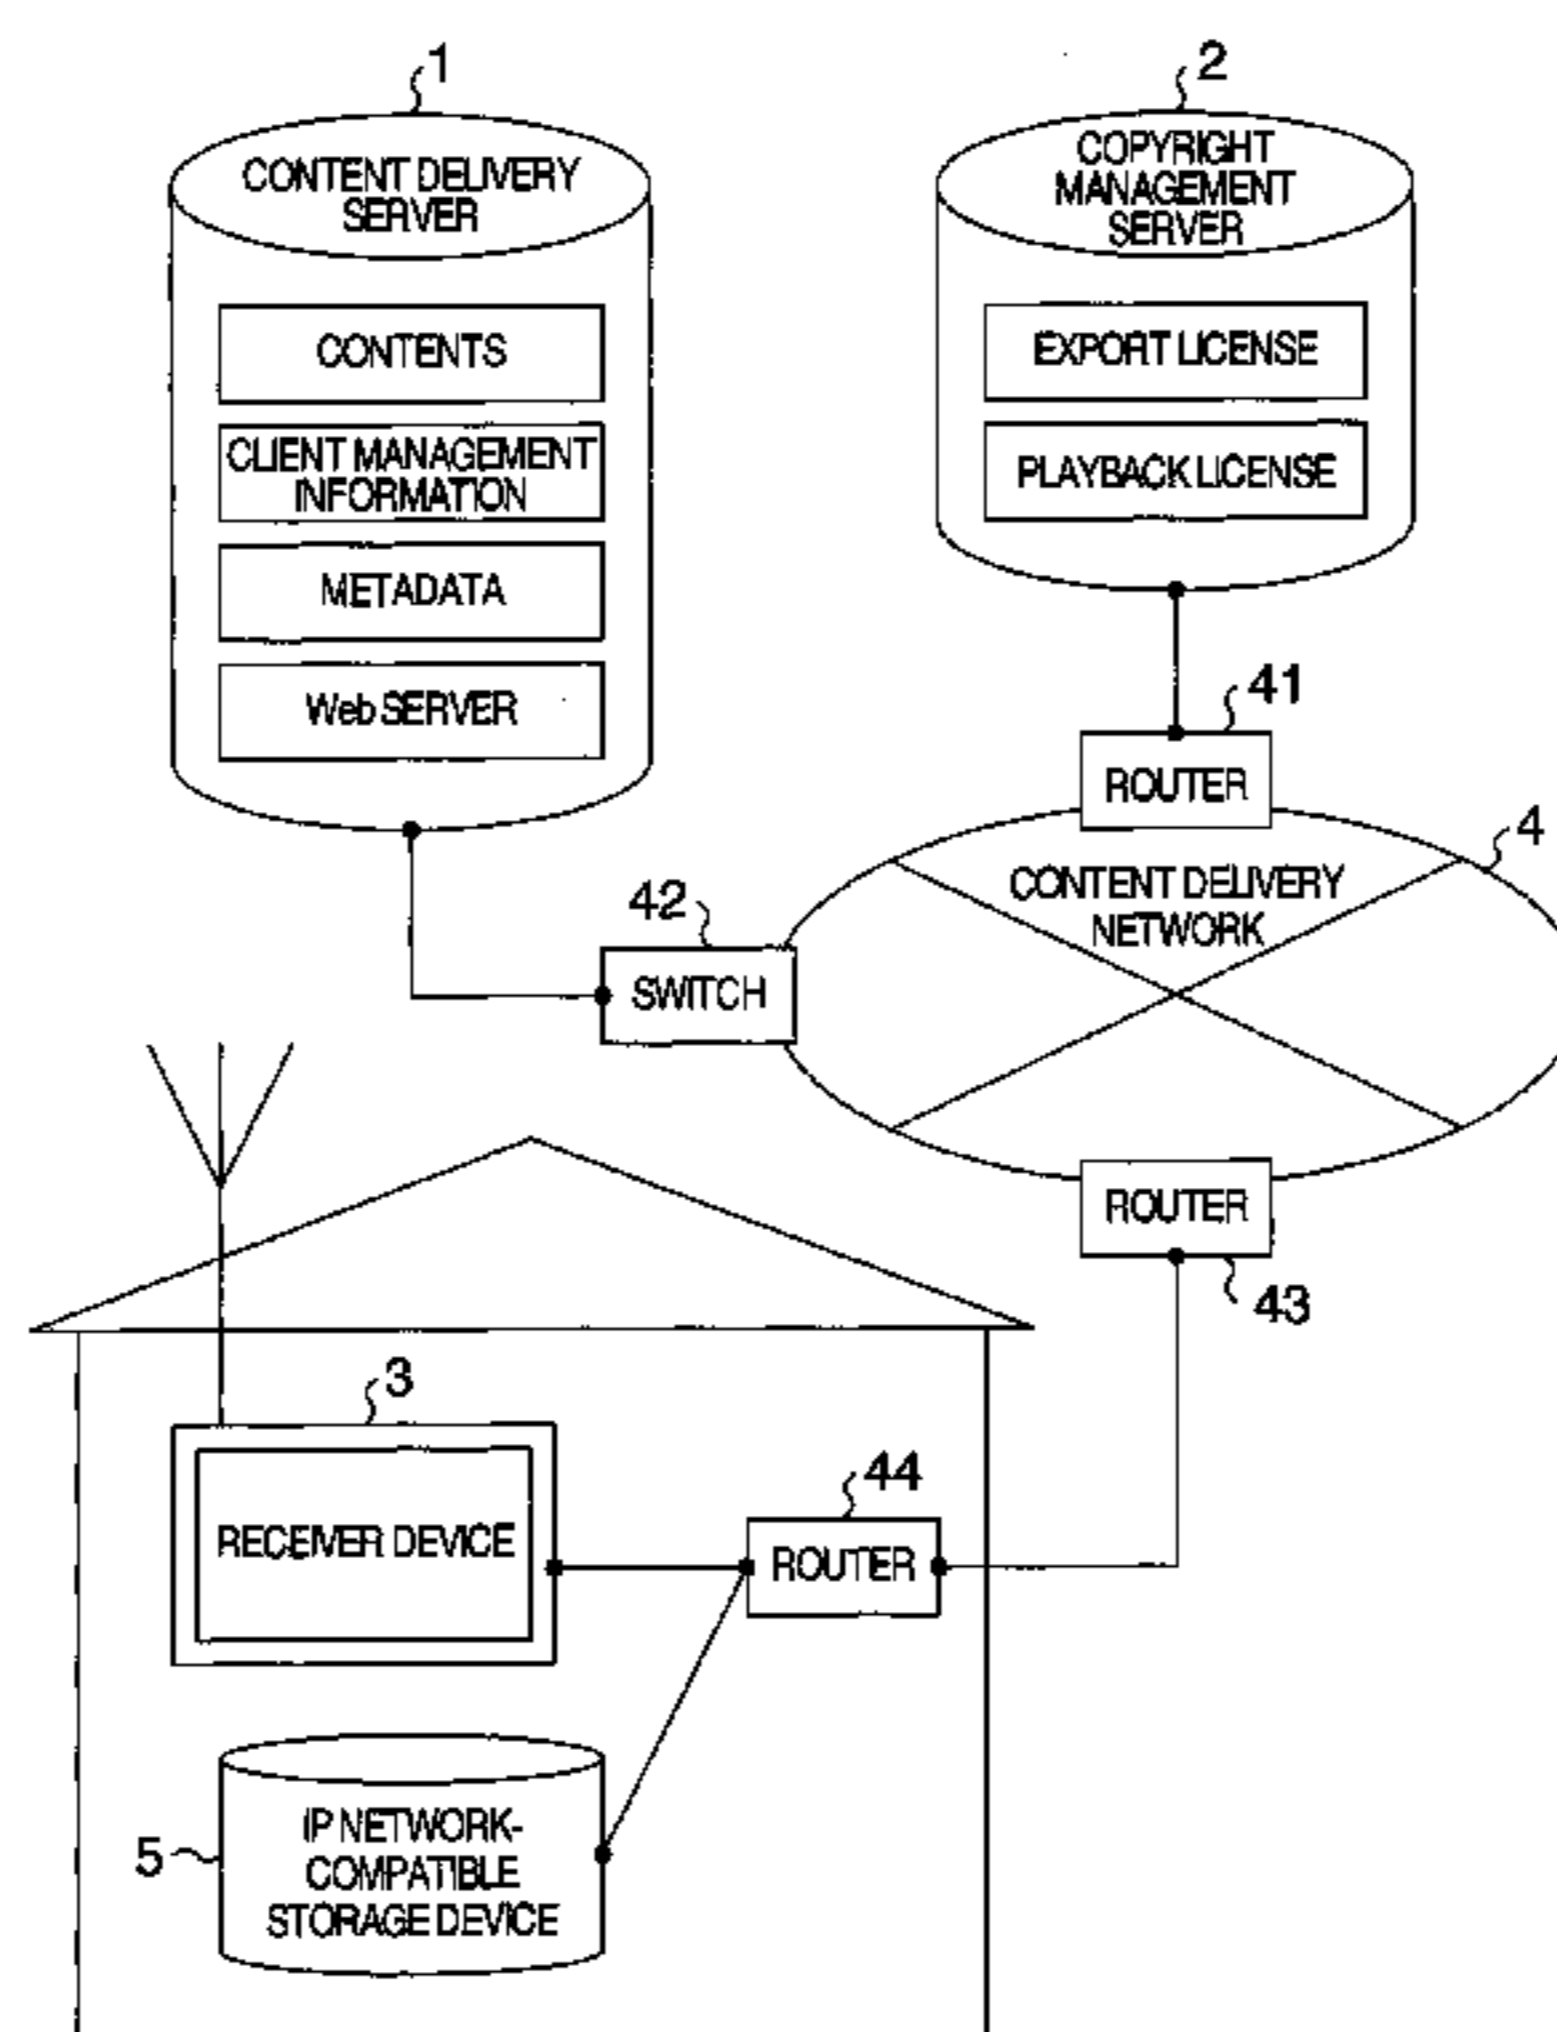 1
CONTENT DELIVERY
SERVER
CONTENTS
CLIENT MANAGEMENT
INFORMATION
METADATA
Web SERVER
2
COPYRIGHT
MANAGEMENT
SERVER
EXPORT LICENSE
PLAYBACK LICENSE
41
ROUTER
4
CONTENT DELIVERY
NETWORK
42
SWITCH
ROUTER
43
3
RECEIVER DEVICE
44
ROUTER
5
IP NETWORK-
COMPATIBLE
STORAGE DEVICE